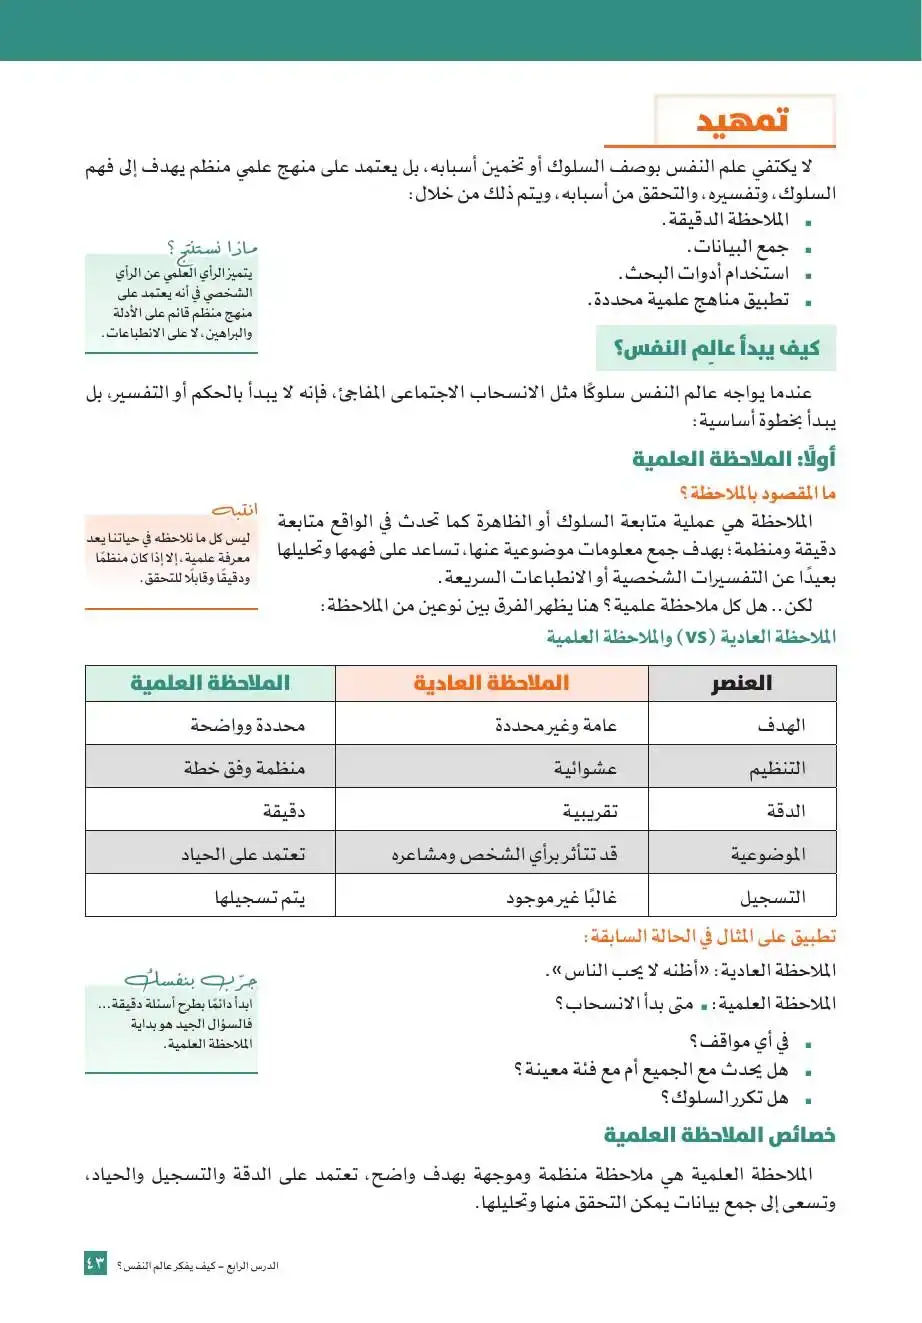 تمهيد
لا يكتفي علم النفس بوصف السلوك أو تخمين أسبابه، بل يعتمد على منهج علمي منظم يهدف إلى فهم
السلوك، وتفسيره، والتحقق من أسبابه، ويتم ذلك من خلال:
▪ الملاحظة الدقيقة.
▪ جمع البيانات.
▪ استخدام أدوات البحث.
▪ تطبيق مناهج علمية محددة.
ماذا نستنتج؟
يتميز الرأي العلمي عن الرأي
الشخصي في أنه يعتمد على
منهج منظم قائم على الأدلة
والبراهين، لا على الانطباعات.
كيف يبدأ عالِم النفس؟
عندما يواجه عالم النفس سلوكًا مثل الانسحاب الاجتماعى المفاجئ، فإنه لا يبدأ بالحكم أو التفسير، بل
يبدأ بخطوة أساسية:
أولًا: الملاحظة العلمية
ما المقصود بالملاحظة؟
الملاحظة هي عملية متابعة السلوك أو الظاهرة كما تحدث في الواقع متابعة
دقيقة ومنظمة؛ بهدف جمع معلومات موضوعية عنها، تساعد على فهمها وتحليلها
بعيدًا عن التفسيرات الشخصية أو الانطباعات السريعة.
لكن.. هل كل ملاحظة علمية؟ هنا يظهر الفرق بين نوعين من الملاحظة:
انتبه
ليس كل ما نلاحظه في حياتنا يعد
معرفة علمية، إلا إذا كان منظمًا
ودقيقًا وقابلًا للتحقق.
الملاحظة العادية (vs) والملاحظة العلمية
العنصر الملاحظة العادية الملاحظة العلمية
الهدف عامة وغير محددة محددة وواضحة
التنظيم عشوائية منظمة وفق خطة
الدقة تقريبية دقيقة
الموضوعية قد تتأثر برأي الشخص ومشاعره تعتمد على الحياد
التسجيل غالبًا غير موجود يتم تسجيلها
تطبيق على المثال في الحالة السابقة:
الملاحظة العادية: «أظنه لا يحب الناس».
الملاحظة العلمية: ▪ متى بدأ الانسحاب؟
▪ في أي مواقف؟
▪ هل يحدث مع الجميع أم مع فئة معينة؟
▪ هل تكرر السلوك؟
جرّب بنفسك
ابدأ دائمًا بطرح أسئلة دقيقة...
فالسؤال الجيد هو بداية
الملاحظة العلمية.
خصائص الملاحظة العلمية
الملاحظة العلمية هي ملاحظة منظمة وموجهة بهدف واضح، تعتمد على الدقة والتسجيل والحياد،
وتسعى إلى جمع بيانات يمكن التحقق منها وتحليلها.
الدرس الرابع – كيف يفكر عالم النفس؟ ٤٣